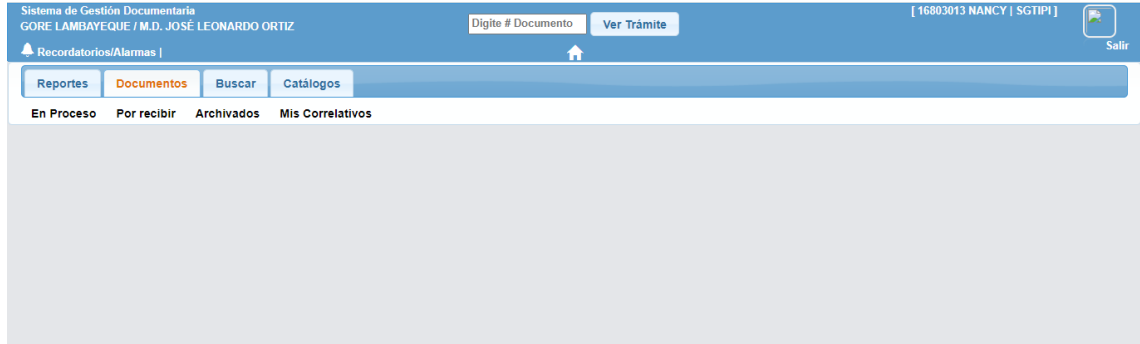 Sistema de Gestión Documentaria
GORE LAMBAYEQUE / M.D. JOSÉ LEONARDO ORTIZ
Digite # Documento
Ver Trámite
[ 16803013 NANCY | SGTIPI ]
Recordatorios/Alarmas |
Salir
Reportes Documentos Buscar Catálogos
En Proceso Por recibir Archivados Mis Correlativos